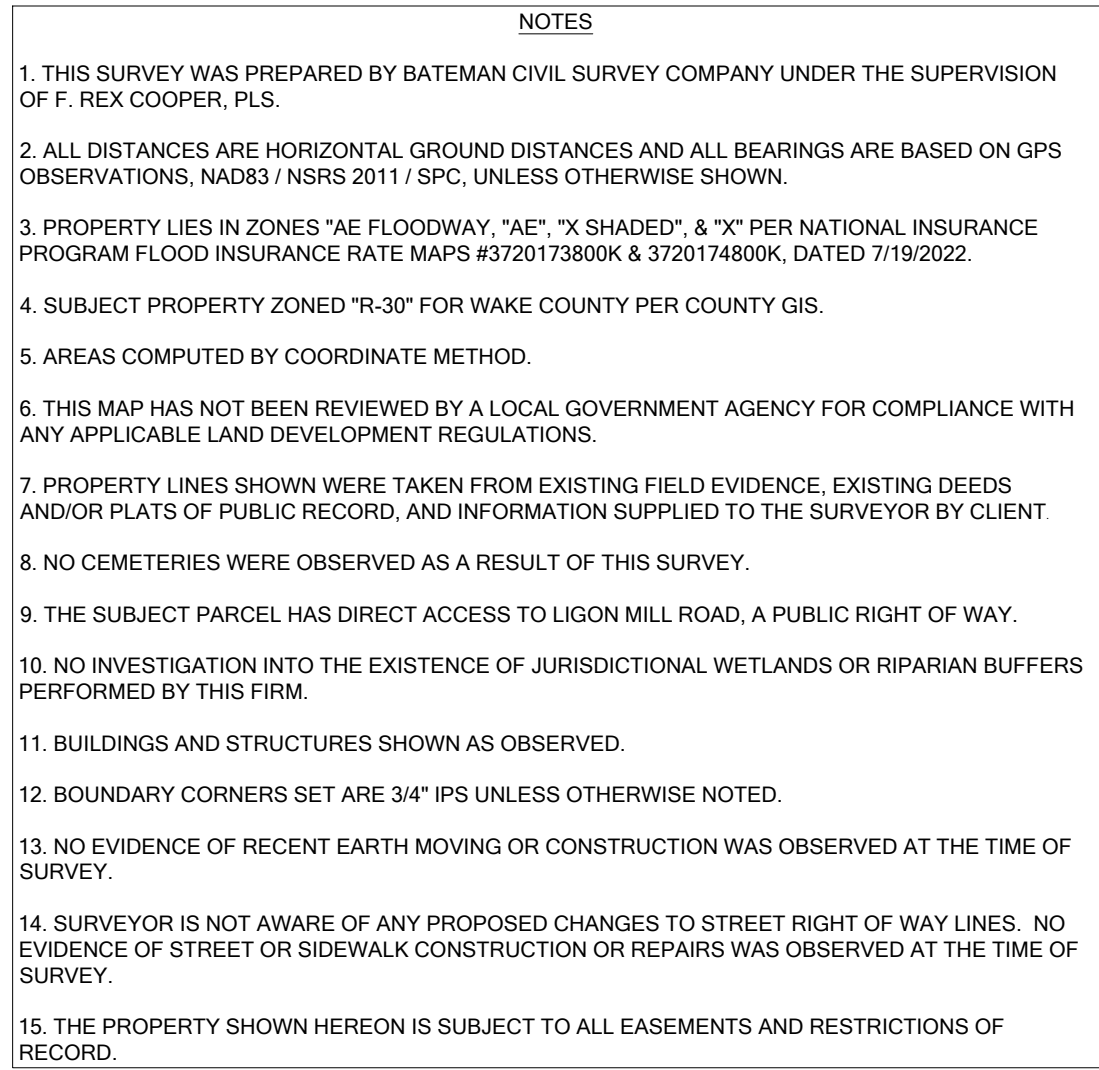 NOTES
1. THIS SURVEY WAS PREPARED BY BATEMAN CIVIL SURVEY COMPANY UNDER THE SUPERVISION
OF F. REX COOPER, PLS.
2. ALL DISTANCES ARE HORIZONTAL GROUND DISTANCES AND ALL BEARINGS ARE BASED ON GPS
OBSERVATIONS, NAD83 / NSRS 2011 / SPC, UNLESS OTHERWISE SHOWN.
3. PROPERTY LIES IN ZONES "AE FLOODWAY, "AE", "X SHADED", & "X" PER NATIONAL INSURANCE
PROGRAM FLOOD INSURANCE RATE MAPS #3720173800K & 3720174800K, DATED 7/19/2022.
4. SUBJECT PROPERTY ZONED "R-30" FOR WAKE COUNTY PER COUNTY GIS.
5. AREAS COMPUTED BY COORDINATE METHOD.
6. THIS MAP HAS NOT BEEN REVIEWED BY A LOCAL GOVERNMENT AGENCY FOR COMPLIANCE WITH
ANY APPLICABLE LAND DEVELOPMENT REGULATIONS.
7. PROPERTY LINES SHOWN WERE TAKEN FROM EXISTING FIELD EVIDENCE, EXISTING DEEDS
AND/OR PLATS OF PUBLIC RECORD, AND INFORMATION SUPPLIED TO THE SURVEYOR BY CLIENT.
8. NO CEMETERIES WERE OBSERVED AS A RESULT OF THIS SURVEY.
9. THE SUBJECT PARCEL HAS DIRECT ACCESS TO LIGON MILL ROAD, A PUBLIC RIGHT OF WAY.
10. NO INVESTIGATION INTO THE EXISTENCE OF JURISDICTIONAL WETLANDS OR RIPARIAN BUFFERS
PERFORMED BY THIS FIRM.
11. BUILDINGS AND STRUCTURES SHOWN AS OBSERVED.
12. BOUNDARY CORNERS SET ARE 3/4" IPS UNLESS OTHERWISE NOTED.
13. NO EVIDENCE OF RECENT EARTH MOVING OR CONSTRUCTION WAS OBSERVED AT THE TIME OF
SURVEY.
14. SURVEYOR IS NOT AWARE OF ANY PROPOSED CHANGES TO STREET RIGHT OF WAY LINES.  NO
EVIDENCE OF STREET OR SIDEWALK CONSTRUCTION OR REPAIRS WAS OBSERVED AT THE TIME OF
SURVEY.
15. THE PROPERTY SHOWN HEREON IS SUBJECT TO ALL EASEMENTS AND RESTRICTIONS OF
RECORD.